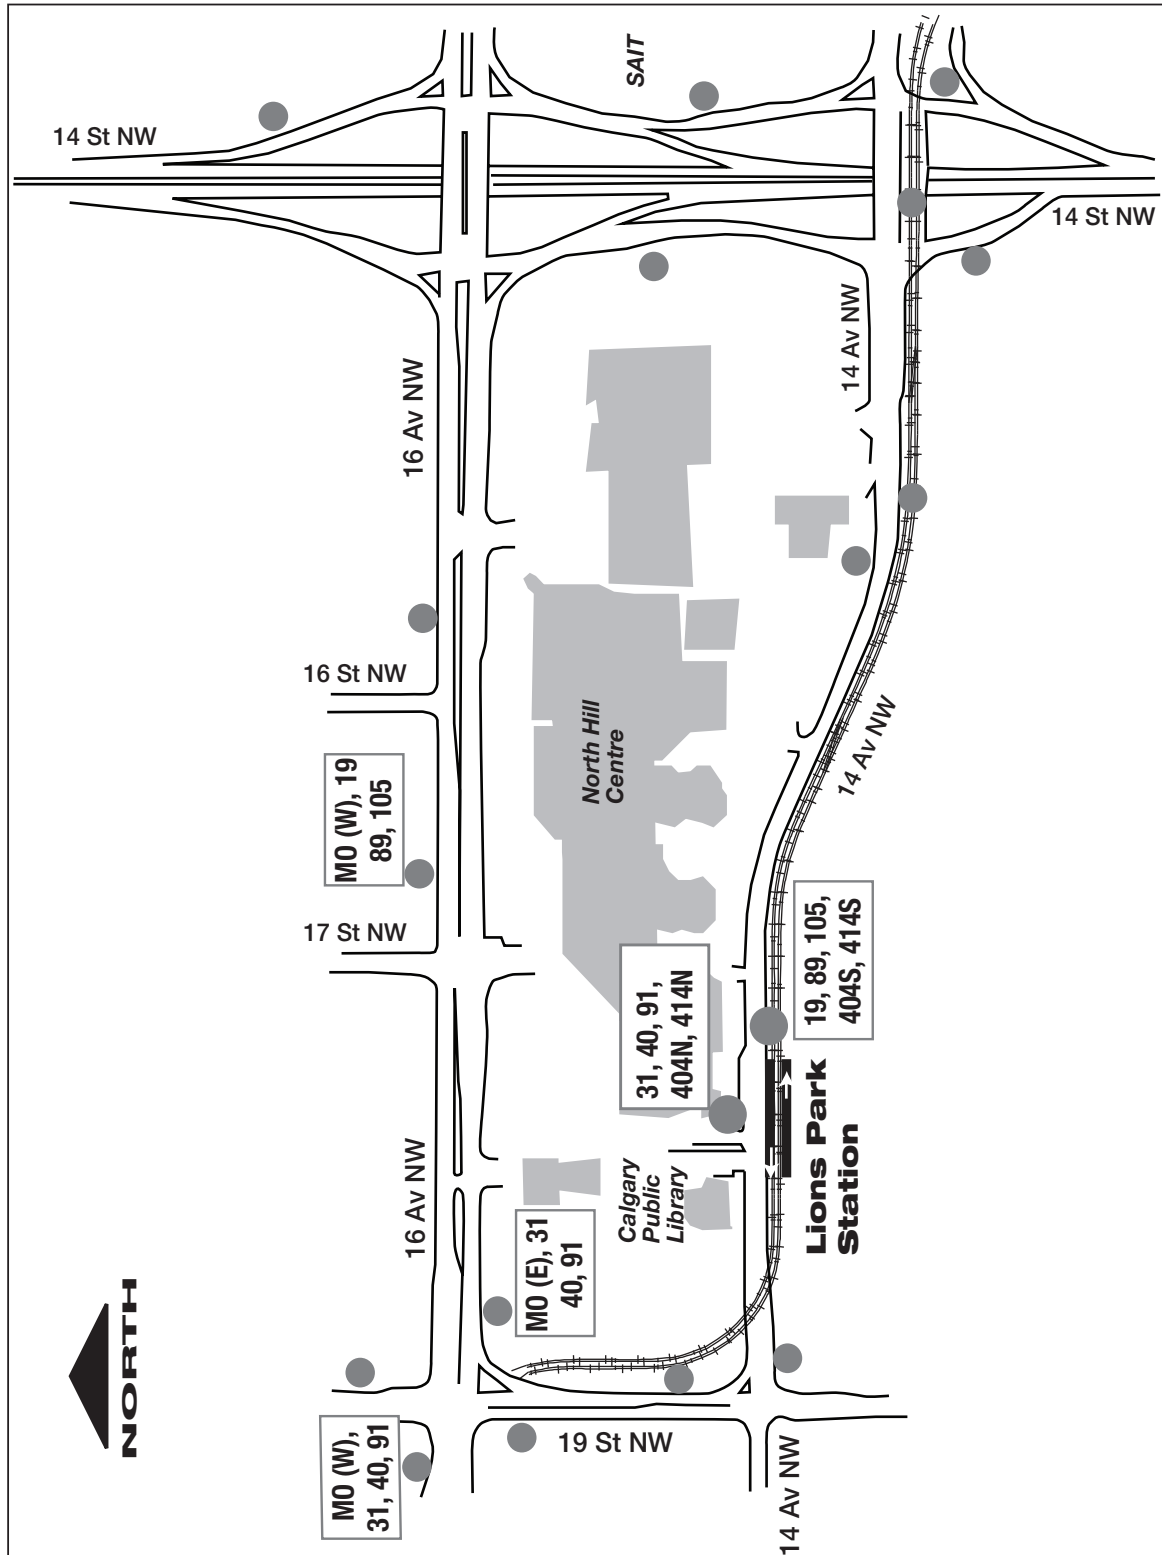 SAIT
14 St NW
14 St NW
14 Av NW
16 Av NW
16 St NW
North Hill
Centre
14 Av NW
MO (W), 19
89, 105
17 St NW
31, 40, 91,
404N, 414N
19, 89, 105,
404S, 414S
Lions Park
Station
16 Av NW
Calgary
Public
Library
MO (E), 31
40, 91
NORTH
MO (W),
31, 40, 91
19 St NW
14 Av NW